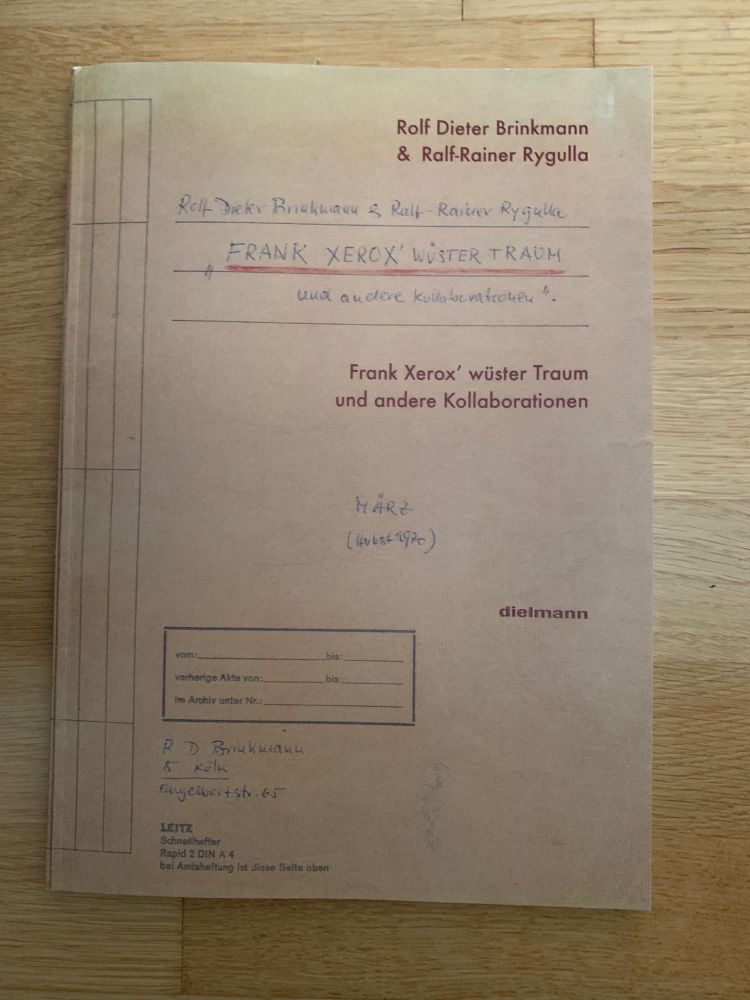 Rolf Dieter Brinkmann
& Ralf-Rainer Rygulla
Rolf Dieter Brinkmann & Ralf-Rainer Rygulla
„FRANK XEROX' WÜSTER TRAUM
und andere Kollaborationen".
Frank Xerox' wüster Traum
und andere Kollaborationen
MÄRZ
(Herbst 1970)
dielmann
vom: bis:
vorherige Akte von: bis
im Archiv unter Nr.:
R D. Brinkmann
5 Köln
Engelbertstr. 65
LEITZ
Schnellhefter
Rapid 2 DIN A 4
bei Amtsheftung ist diese Seite oben